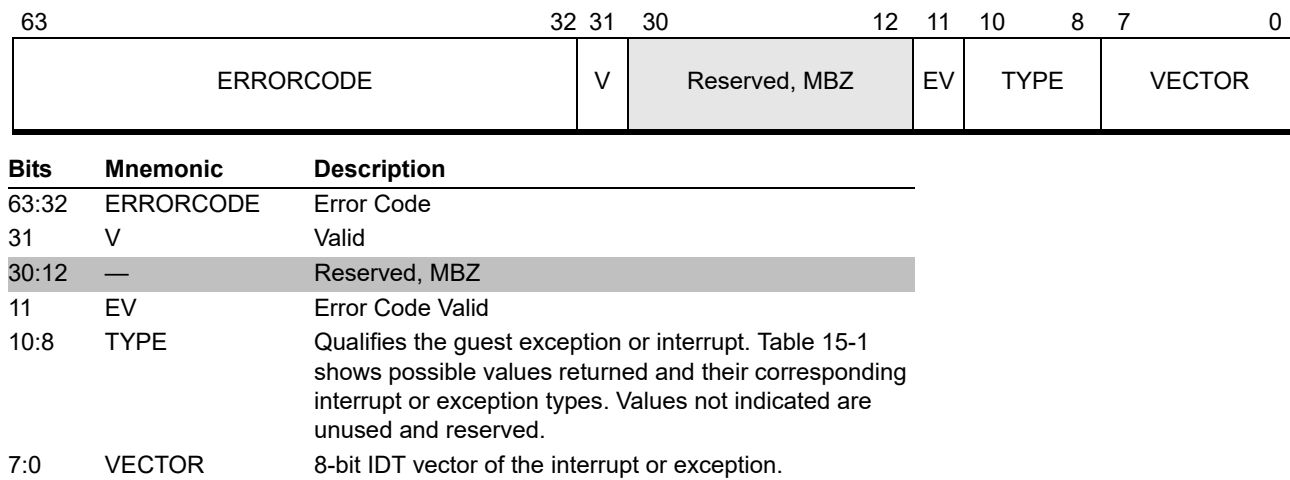 63 32 31 30 12 11 10 8 7 0
ERRORCODE V Reserved, MBZ EV TYPE VECTOR
Bits Mnemonic Description
63:32 ERRORCODE Error Code
31 V Valid
30:12 — Reserved, MBZ
11 EV Error Code Valid
10:8 TYPE Qualifies the guest exception or interrupt. Table 15-1
shows possible values returned and their corresponding
interrupt or exception types. Values not indicated are
unused and reserved.
7:0 VECTOR 8-bit IDT vector of the interrupt or exception.